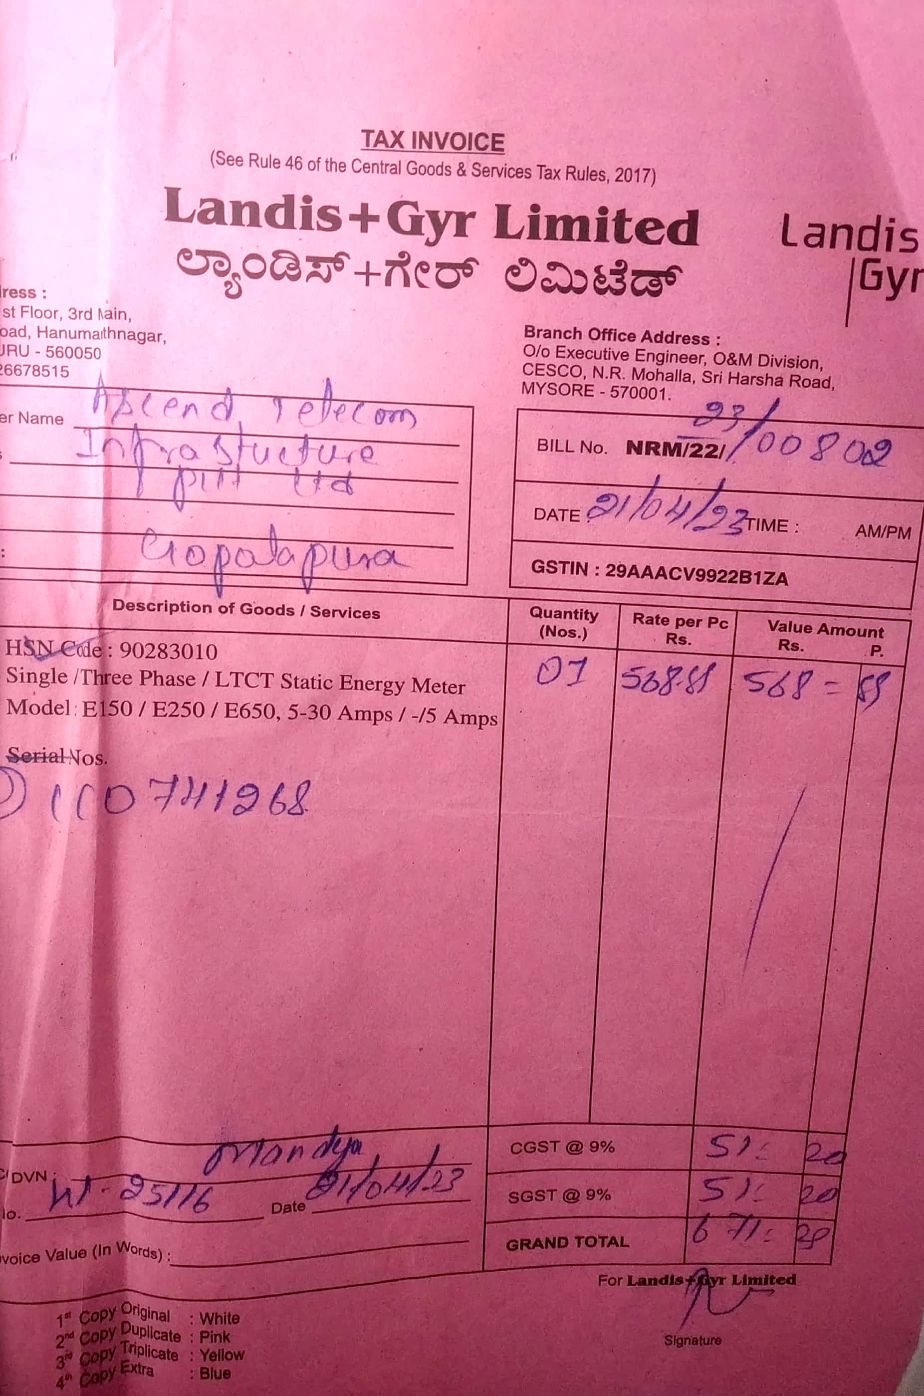 TAX INVOICE
(See Rule 46 of the Central Goods & Services Tax Rules, 2017)
Landis+Gyr Limited
ಲ್ಯಾಂಡಿಸ್+ಗೇರ್ ಲಿಮಿಟೆಡ್
Landis
Gyr
ress :
st Floor, 3rd Main,
oad, Hanumanthnagar,
URU - 560050
26678515
Branch Office Address :
O/o Executive Engineer, O&M Division,
CESCO, N.R. Mohalla, Sri Harsha Road,
MYSORE - 570001.
er Name Ascend Telecom
Infrastucture
pvt Ltd
Gopalapura
BILL No. NRM/22/ 23/00802
DATE : 21/04/23 TIME : AM/PM
GSTIN : 29AAACV9922B1ZA
Description of Goods / Services
Quantity (Nos.)
Rate per Pc Rs.
Value Amount Rs. P.
HSN Code : 90283010
Single /Three Phase / LTCT Static Energy Meter
Model: E150 / E250 / E650, 5-30 Amps / -/5 Amps
01 568.89 568 = 89
Serial Nos.
1) 110741268
CGST @ 9% 51: 20
SGST @ 9% 51: 20
GRAND TOTAL 671: 29
/DVN : Mandya
lo. 25116 Date 21/04/23
voice Value (In Words) :
For Landis+Gyr Limited
Signature
1st Copy Original : White
2nd Copy Duplicate : Pink
3rd Copy Triplicate : Yellow
4th Copy Extra : Blue